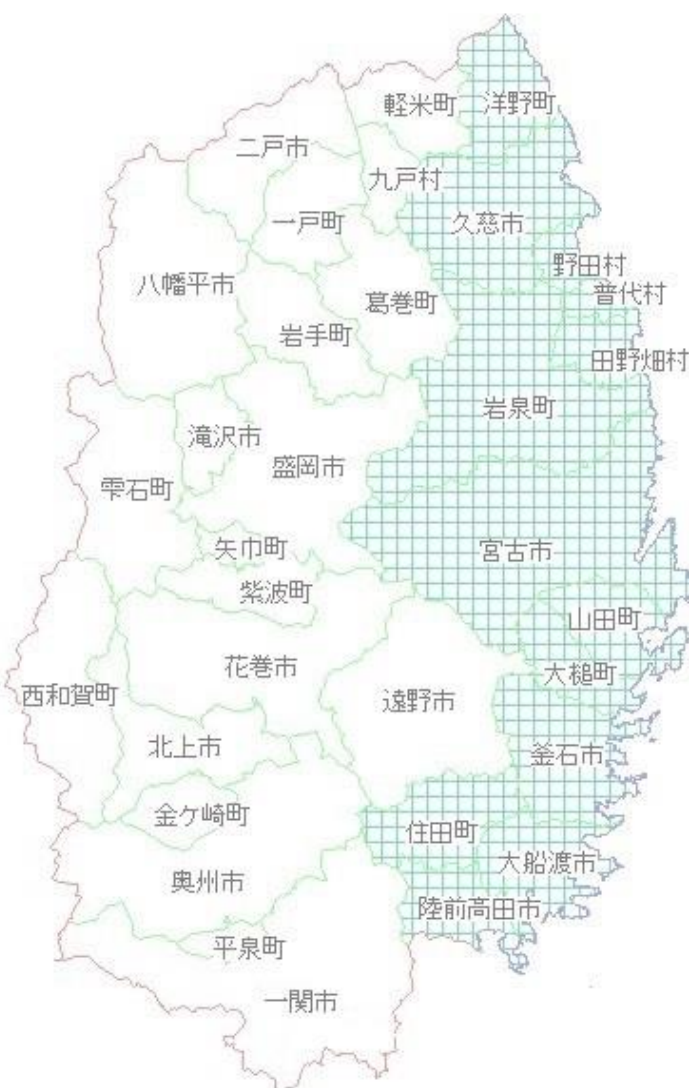 軽米町
洋野町
二戸市
九戸村
一戸町
久慈市
野田村
八幡平市
葛巻町
普代村
岩手町
田野畑村
岩泉町
滝沢市
盛岡市
雫石町
矢巾町
宮古市
紫波町
山田町
花巻市
大槌町
西和賀町
遠野市
北上市
釜石市
金ケ崎町
住田町
大船渡市
奥州市
陸前高田市
平泉町
一関市